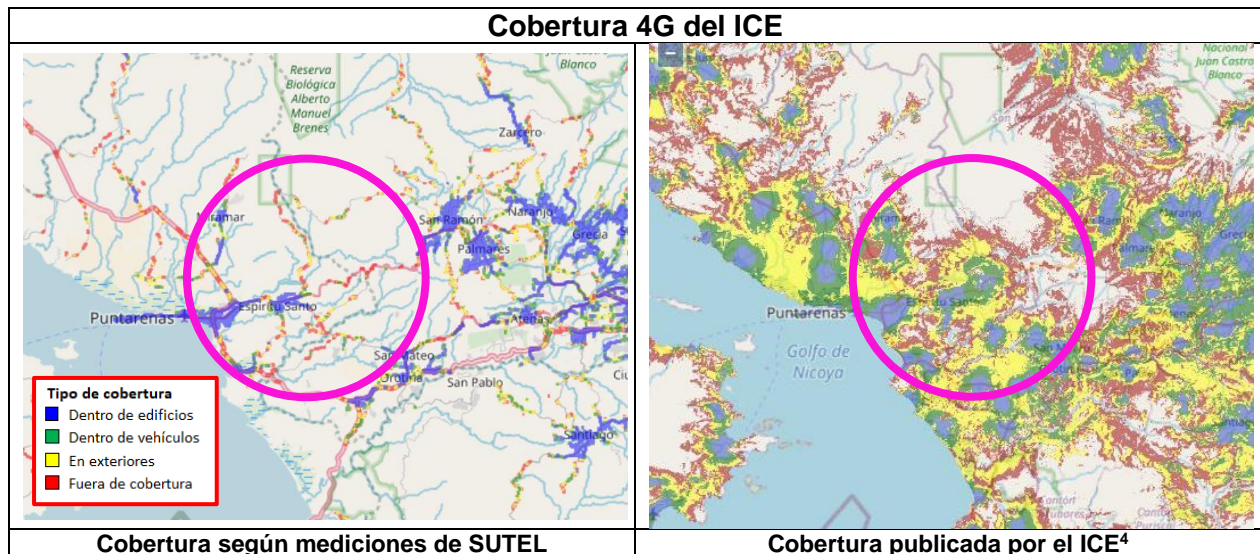 Cobertura 4G del ICE
Reserva
Biológica
Alberto
Manuel
Brenes
Blanco
Zarcero
Miramar
San Ramón
Naranjo
Grecia
Palmares
Puntarenas
Espíritu Santo
Atenas
San Mateo
Orotina
San Pablo
Santiago
Tipo de cobertura
Dentro de edificios
Dentro de vehículos
En exteriores
Fuera de cobertura
Nacional
Juan Castro
Blanco
Naranjo
Grecia
Palmares
Puntarenas
Golfo de
Nicoya
Cobertura según mediciones de SUTEL
Cobertura publicada por el ICE⁴